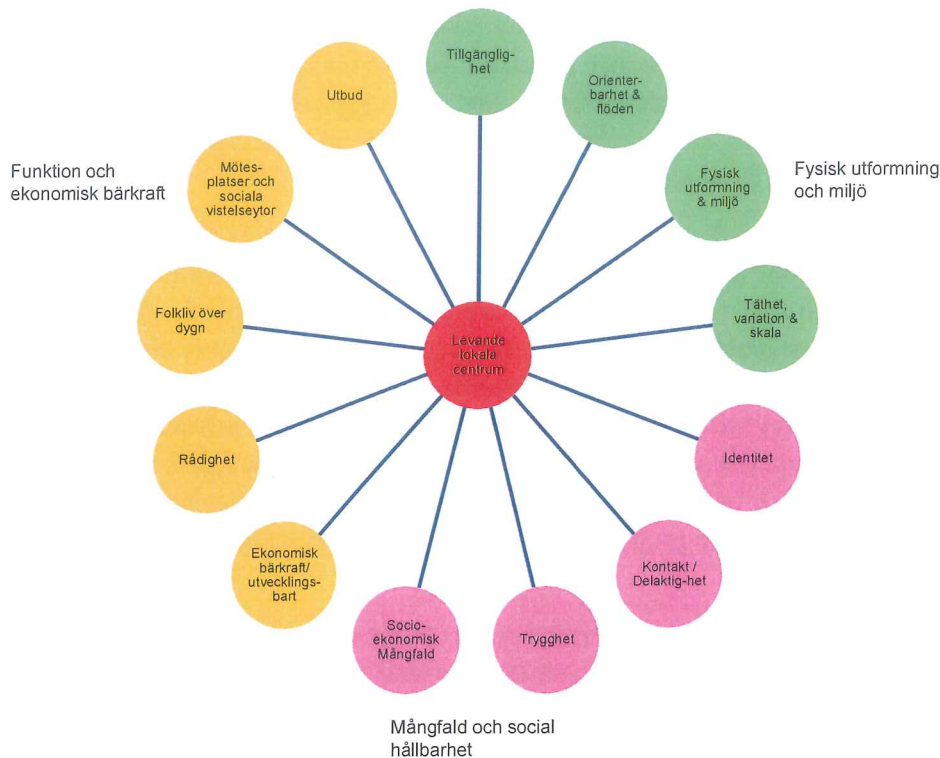 Tillgänglig-
het
Orienter-
barhet &
flöden
Utbud
Funktion och
ekonomisk bärkraft
Mötes-
platser och
sociala
vistelseytor
Fysisk
utformning
& miljö
Fysisk utformning
och miljö
Folkliv över
dygn
Täthet,
variation &
skala
Levande
lokala
centrum
Rådighet
Identitet
Ekonomisk
bärkraft/
utvecklings-
bart
Kontakt /
Delaktig-het
Socio-
ekonomisk
Mångfald
Trygghet
Mångfald och social
hållbarhet